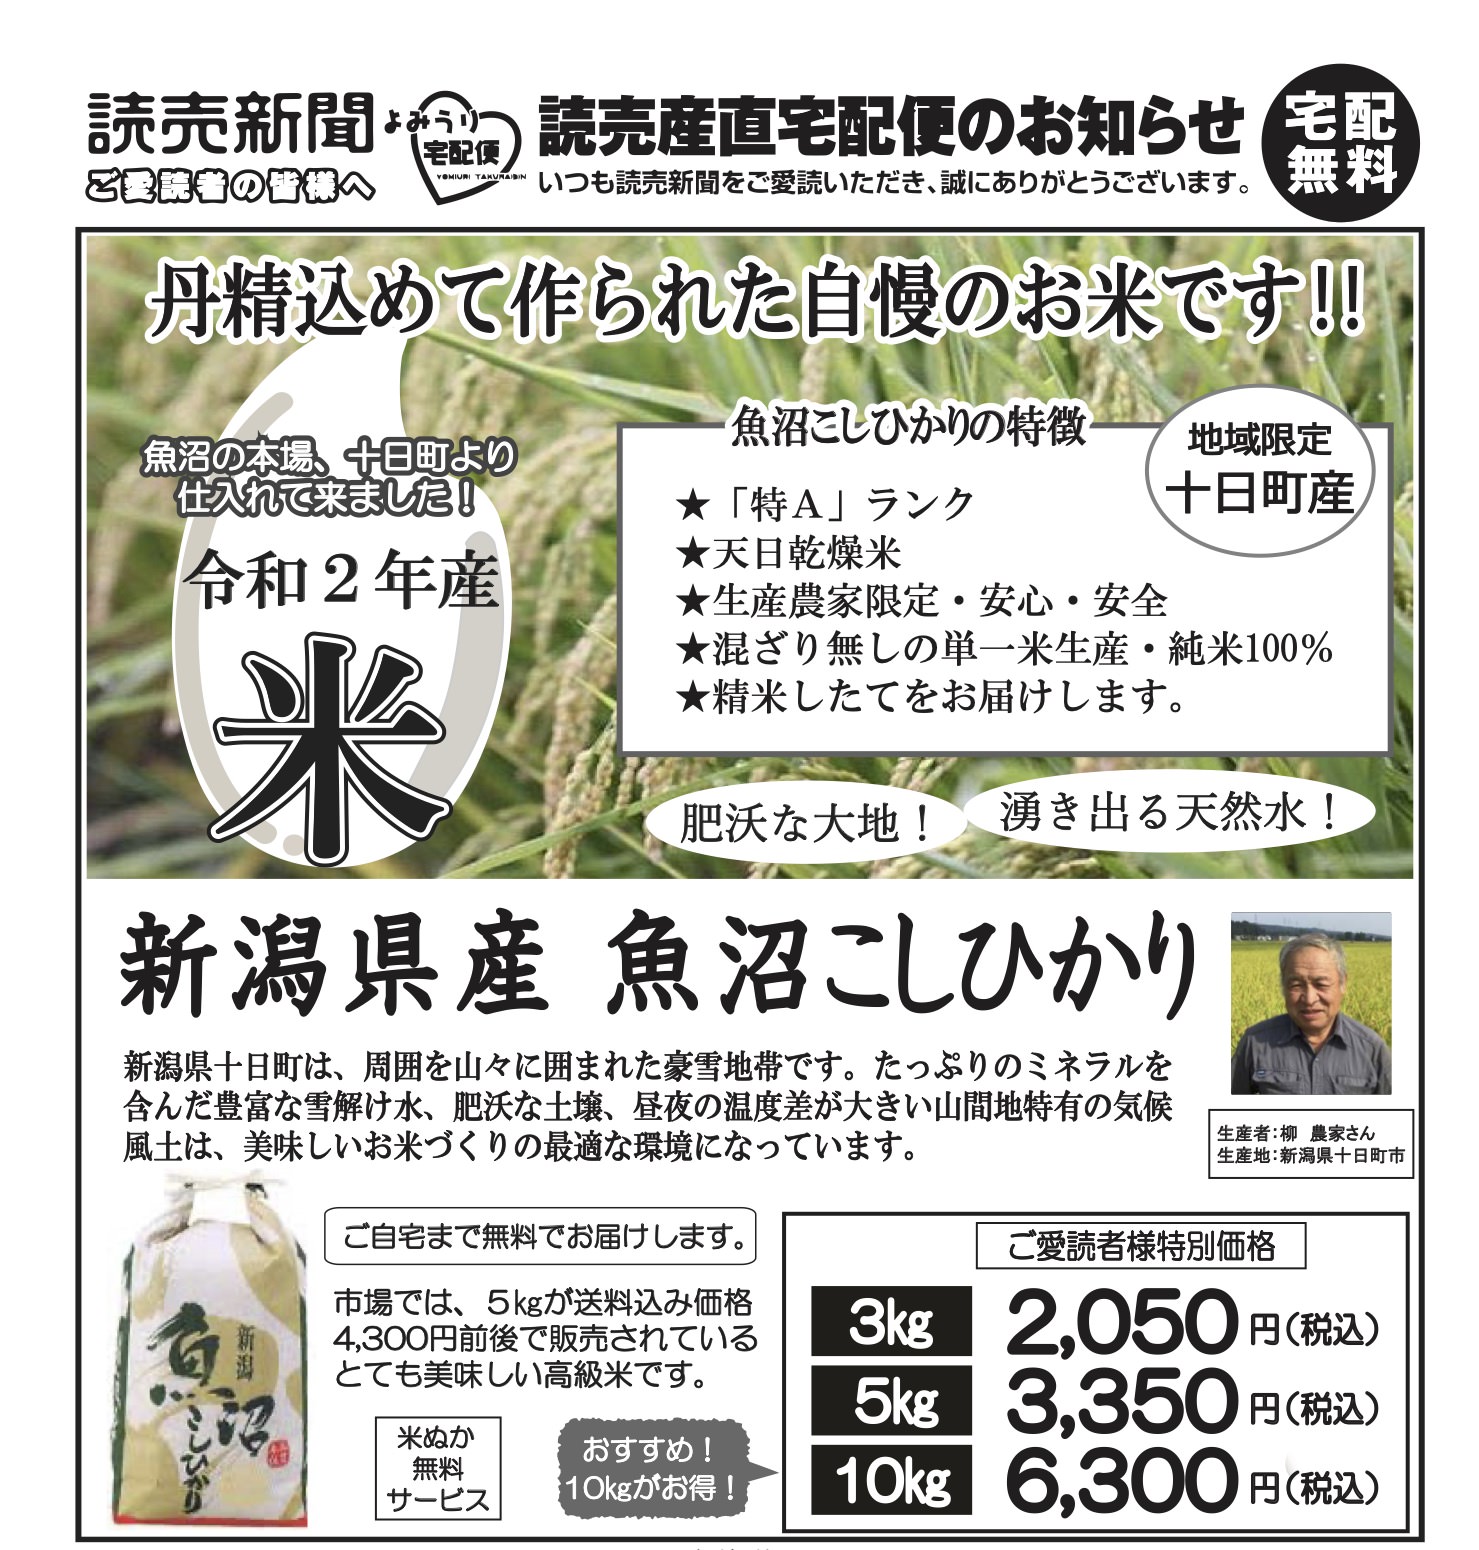 読売新聞
ご愛読者の皆様へ
よみうり
宅配便
YOMIURI TAKUHAIBIN
読売産直宅配便のお知らせ
いつも読売新聞をご愛読いただき、誠にありがとうございます。
宅配
無料
丹精込めて作られた自慢のお米です!!
魚沼の本場、十日町より
仕入れて来ました！
令和２年産
米
魚沼こしひかりの特徴
地域限定
十日町産
★「特Ａ」ランク
★天日乾燥米
★生産農家限定・安心・安全
★混ざり無しの単一米生産・純米100％
★精米したてをお届けします。
肥沃な大地！
湧き出る天然水！
新潟県産 魚沼こしひかり
新潟県十日町は、周囲を山々に囲まれた豪雪地帯です。たっぷりのミネラルを
含んだ豊富な雪解け水、肥沃な土壌、昼夜の温度差が大きい山間地特有の気候
風土は、美味しいお米づくりの最適な環境になっています。
生産者：柳　農家さん
生産地：新潟県十日町市
新潟
魚沼
こしひかり
ご自宅まで無料でお届けします。
市場では、５㎏が送料込み価格
4,300円前後で販売されている
とても美味しい高級米です。
米ぬか
無料
サービス
おすすめ！
10㎏がお得！
ご愛読者様特別価格
3㎏ 2,050円（税込）
5㎏ 3,350円（税込）
10㎏ 6,300円（税込）